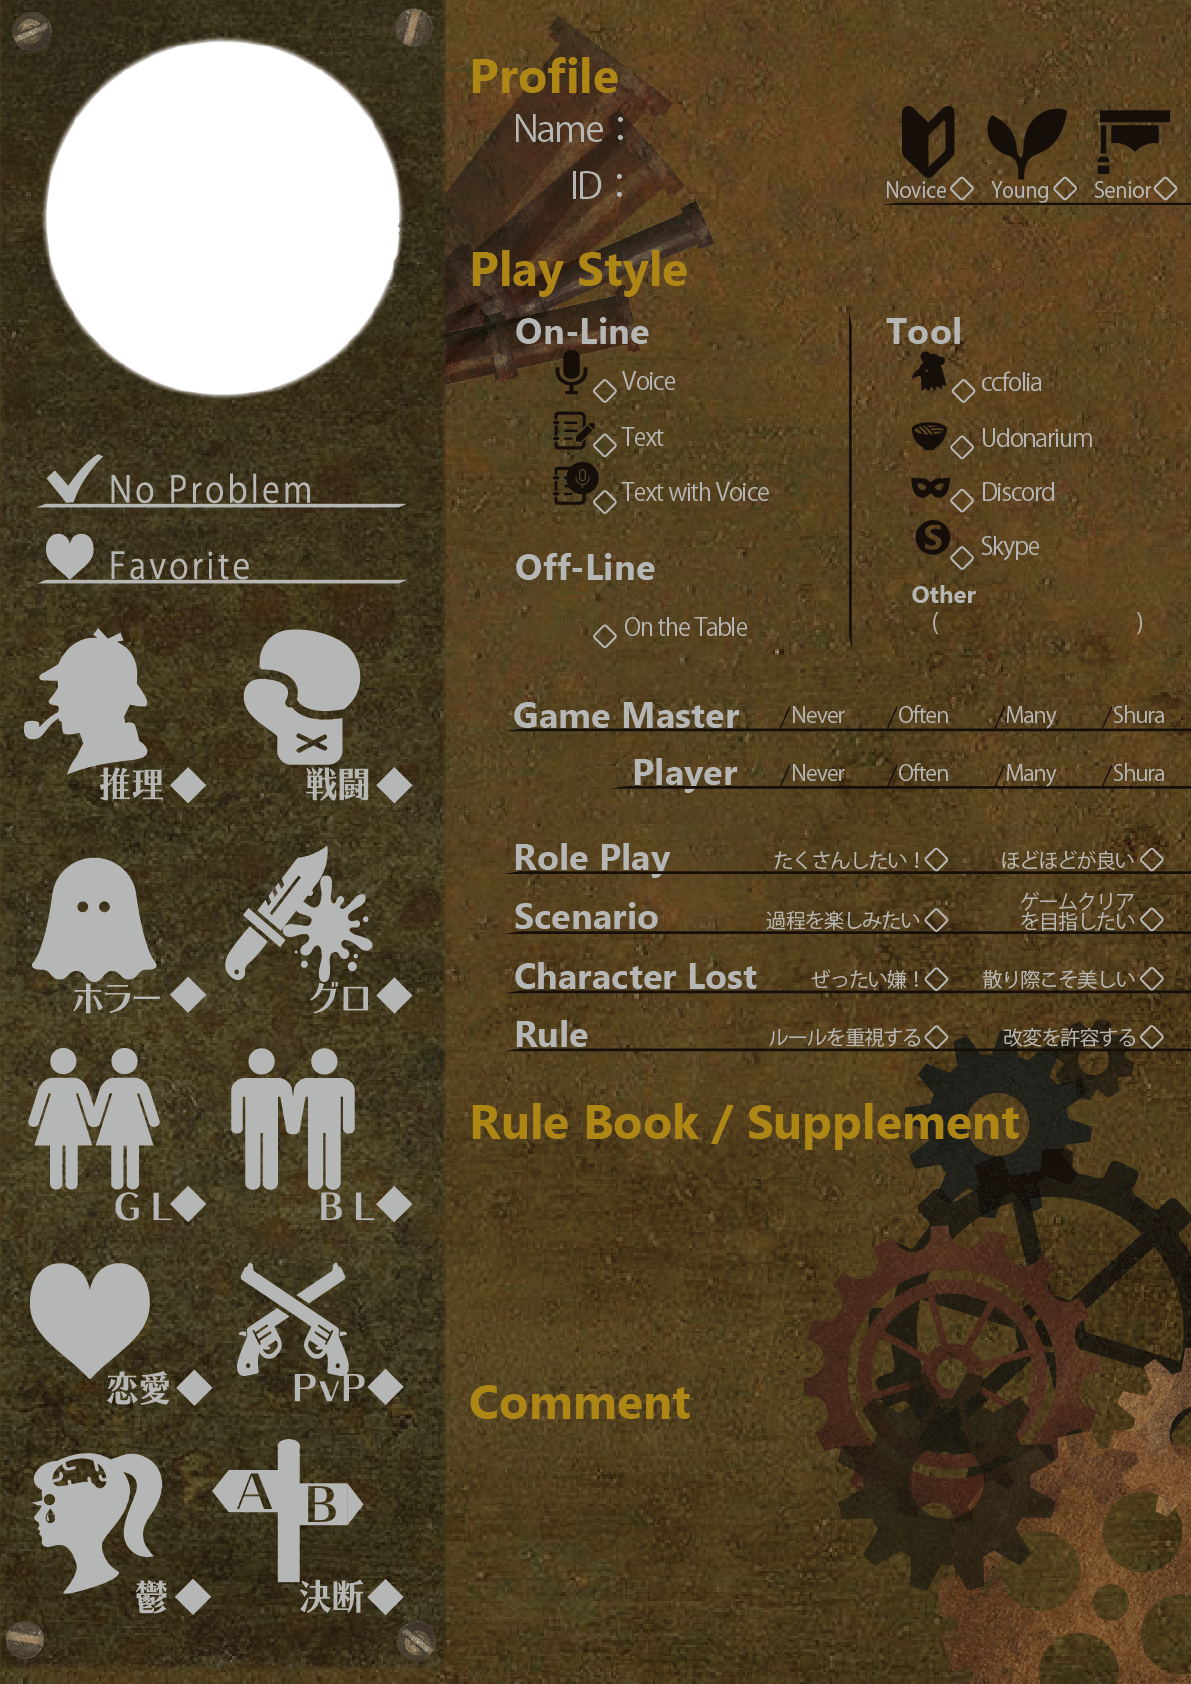 No Problem
Favorite
推理
戦闘
ホラー
グロ
GL
BL
恋愛
PvP
A
B
鬱
決断
Profile
Name：
ID：
Novice
Young
Senior
Play Style
On-Line
Voice
Text
Text with Voice
Off-Line
On the Table
Tool
ccfolia
Udonarium
Discord
S
Skype
Other
( )
Game Master /Never /Often /Many /Shura
Player /Never /Often /Many /Shura
Role Play たくさんしたい！ ほどほどが良い
Scenario 過程を楽しみたい ゲームクリア
を目指したい
Character Lost ぜったい嫌！ 散り際こそ美しい
Rule ルールを重視する 改変を許容する
Rule Book / Supplement
Comment